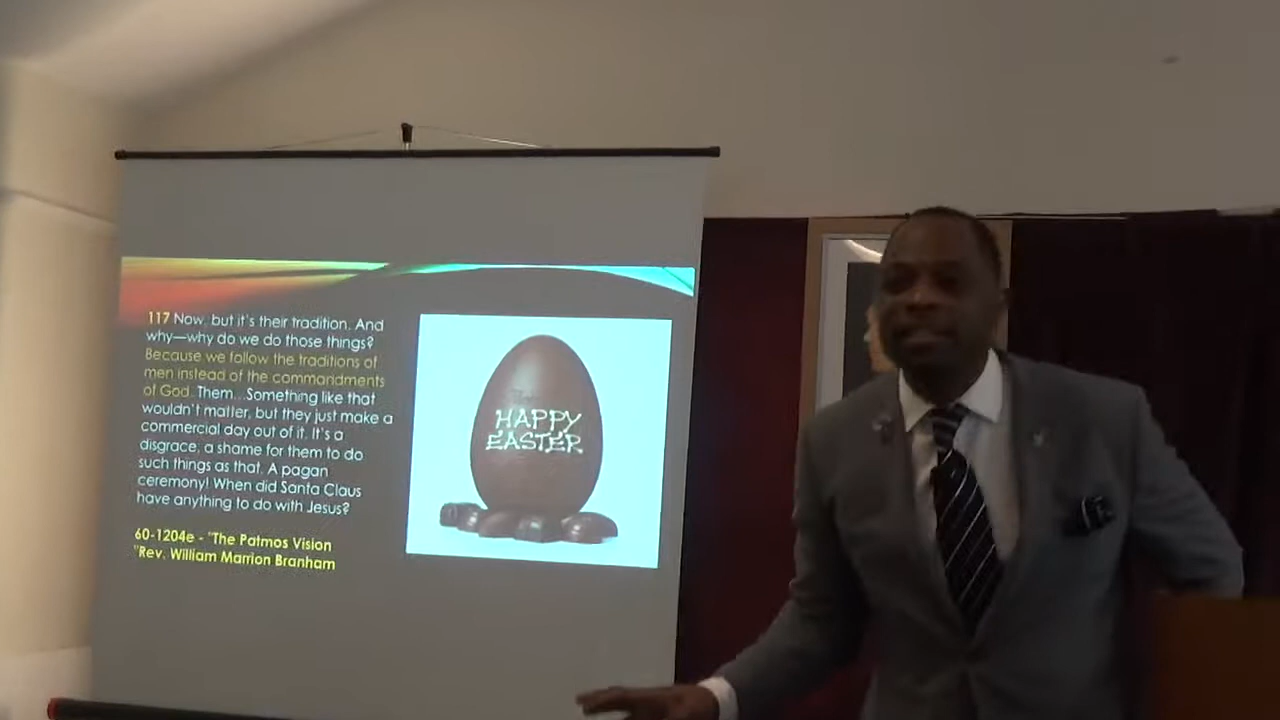 117 Now, but it's their tradition. And
why—why do we do those things?
Because we follow the traditions of
men instead of the commandments
of God. Them...Something like that
wouldn't matter, but they just make a
commercial day out of it. It's a
disgrace, a shame for them to do
such things as that. A pagan
ceremony! When did Santa Claus
have anything to do with Jesus?
60-1204e - "The Patmos Vision
"Rev. William Marrion Branham
HAPPY
EASTER